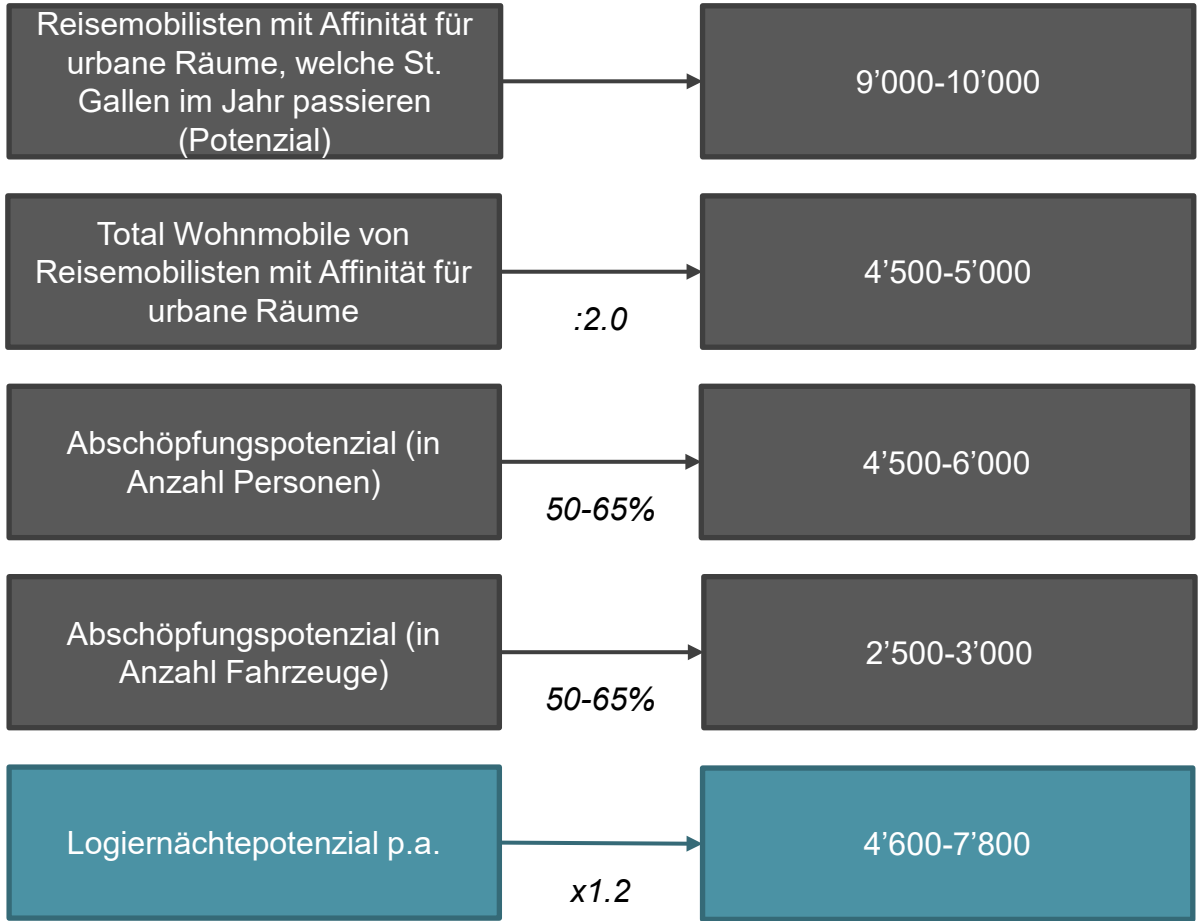 Reisemobilisten mit Affinität für
urbane Räume, welche St.
Gallen im Jahr passieren
(Potenzial)
9’000-10’000
Total Wohnmobile von
Reisemobilisten mit Affinität für
urbane Räume
:2.0
4’500-5’000
Abschöpfungspotenzial (in
Anzahl Personen)
50-65%
4’500-6’000
Abschöpfungspotenzial (in
Anzahl Fahrzeuge)
50-65%
2’500-3’000
Logiernächtepotenzial p.a.
x1.2
4’600-7’800